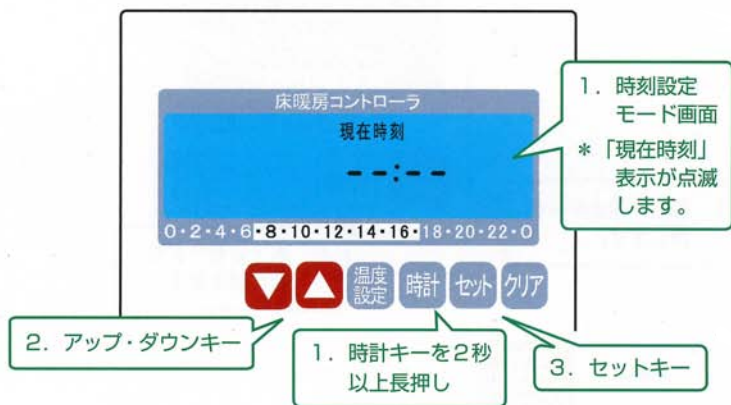 床暖房コントローラ
現在時刻
--:--
0・2・4・6・8・10・12・14・16・18・20・22・0
温度
設定
時計
セット
クリア
1. 時刻設定
モード画面
* 「現在時刻」
表示が点滅
します。
2. アップ・ダウンキー
1. 時計キーを2秒
以上長押し
3. セットキー